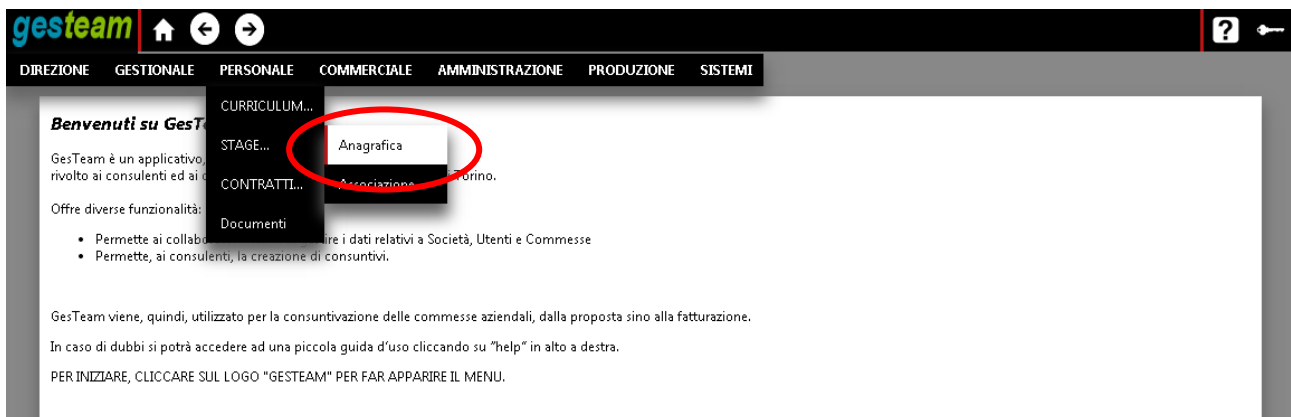 gesteam
?
DIREZIONE GESTIONALE PERSONALE COMMERCIALE AMMINISTRAZIONE PRODUZIONE SISTEMI
CURRICULUM...
STAGE...
Anagrafica
CONTRATTI...
Associazione
Documenti
Benvenuti su
GesTeam è un applicativo,
rivolto ai consulenti ed ai
Torino.
Offre diverse funzionalità:
• Permette ai i dati relativi a Società, Utenti e Commesse
• Permette, ai consulenti, la creazione di consuntivi.
GesTeam viene, quindi, utilizzato per la consuntivazione delle commesse aziendali, dalla proposta sino alla fatturazione.
In caso di dubbi si potrà accedere ad una piccola guida d'uso cliccando su "help" in alto a destra.
PER INIZIARE, CLICCARE SUL LOGO "GESTEAM" PER FAR APPARIRE IL MENU.